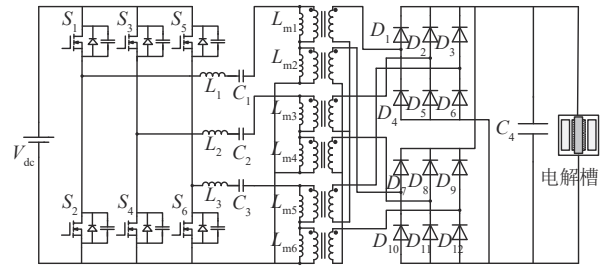 S1 S3 S5
Lm1
D1 D2 D3
Lm2
L1 C1
Lm3
D4 D5 D6
C4
Vdc
L2 C2
Lm4
电解槽
S2 S4 S6
L3 C3
D7 D8 D9
Lm5
Lm6
D10 D11 D12